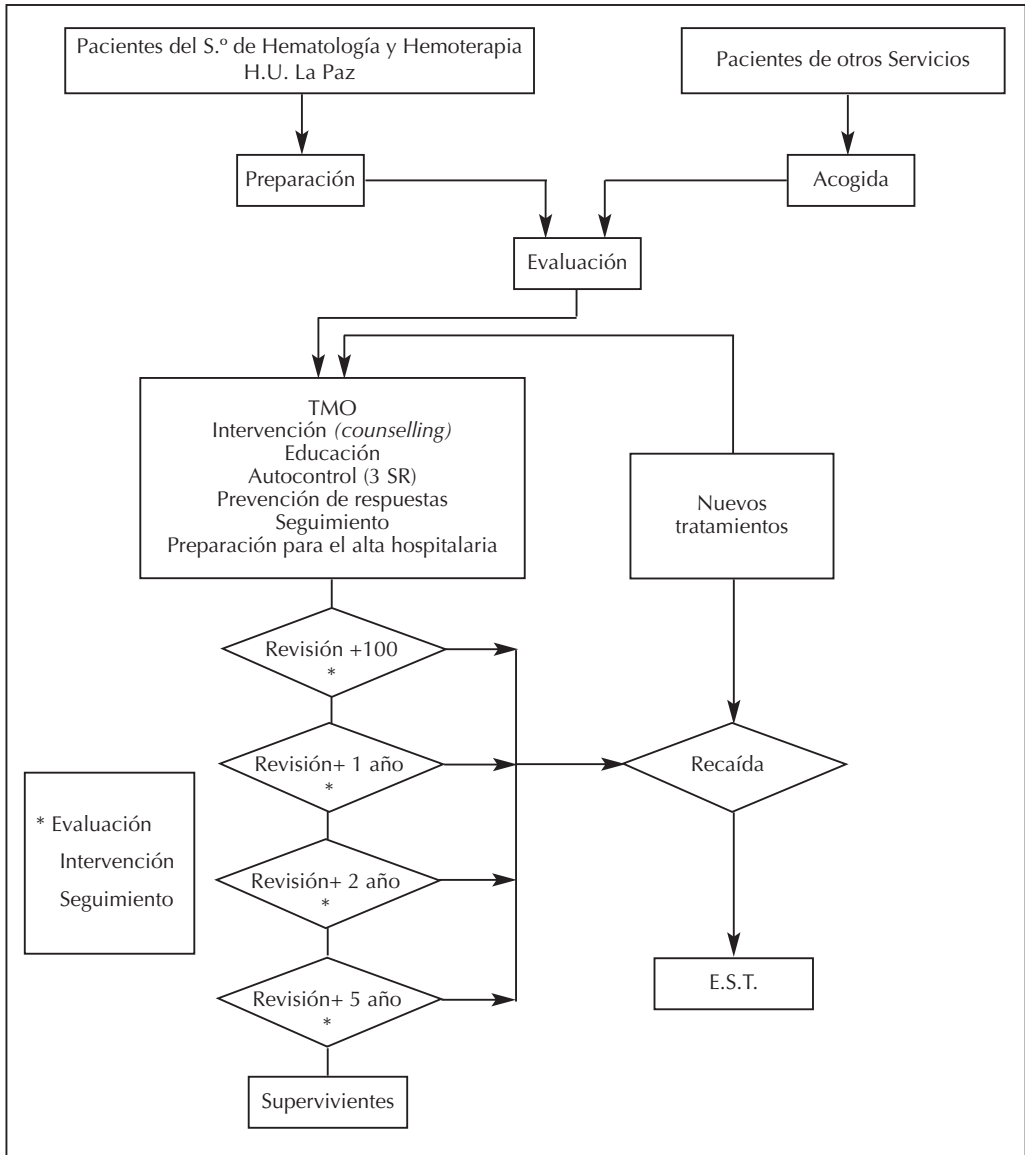 Pacientes del S.º de Hematología y Hemoterapia
H.U. La Paz
Pacientes de otros Servicios
Preparación
Acogida
Evaluación
TMO
Intervención (counselling)
Educación
Autocontrol (3 SR)
Prevención de respuestas
Seguimiento
Preparación para el alta hospitalaria
Nuevos
tratamientos
Revisión +100
*
Revisión+ 1 año
*
Recaída
* Evaluación
Intervención
Seguimiento
Revisión+ 2 año
*
Revisión+ 5 año
*
E.S.T.
Supervivientes